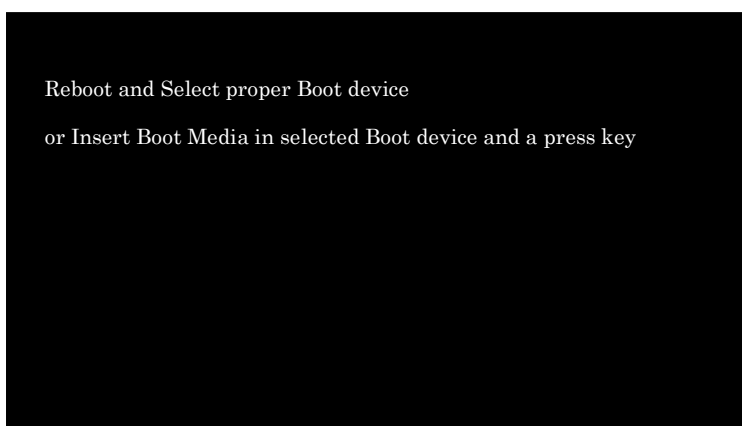 Reboot and Select proper Boot device
or Insert Boot Media in selected Boot device and a press key